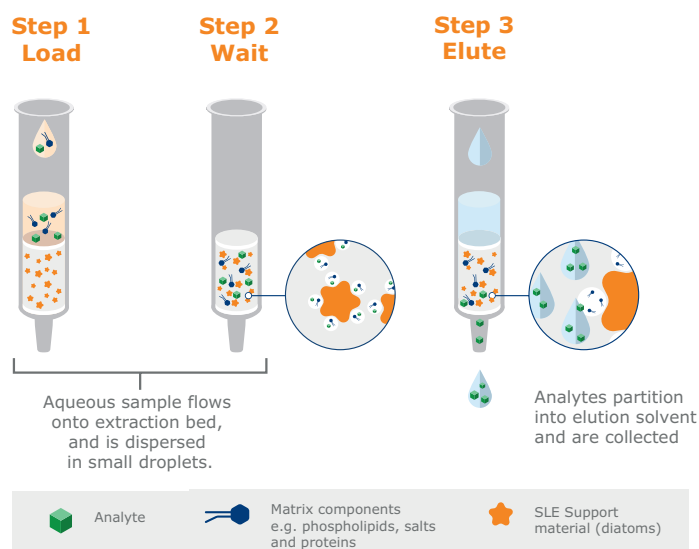 Step 1
Load
Step 2
Wait
Step 3
Elute
Aqueous sample flows
onto extraction bed,
and is dispersed
in small droplets.
Analytes partition
into elution solvent
and are collected
Analyte
Matrix components
e.g. phospholipids, salts
and proteins
SLE Support
material (diatoms)